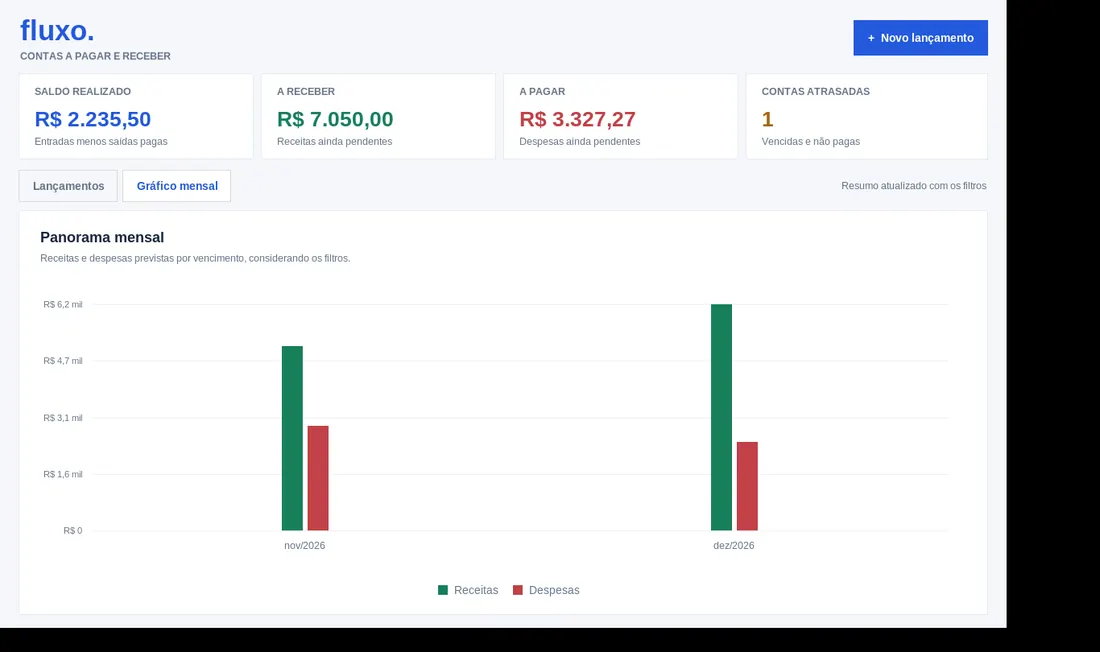 fluxo.
CONTAS A PAGAR E RECEBER
+ Novo lançamento
SALDO REALIZADO
R$ 2.235,50
Entradas menos saídas pagas
A RECEBER
R$ 7.050,00
Receitas ainda pendentes
A PAGAR
R$ 3.327,27
Despesas ainda pendentes
CONTAS ATRASADAS
1
Vencidas e não pagas
Lançamentos
Gráfico mensal
Resumo atualizado com os filtros
Panorama mensal
Receitas e despesas previstas por vencimento, considerando os filtros.
R$ 6,2 mil
R$ 4,7 mil
R$ 3,1 mil
R$ 1,6 mil
R$ 0
nov/2026
dez/2026
Receitas
Despesas